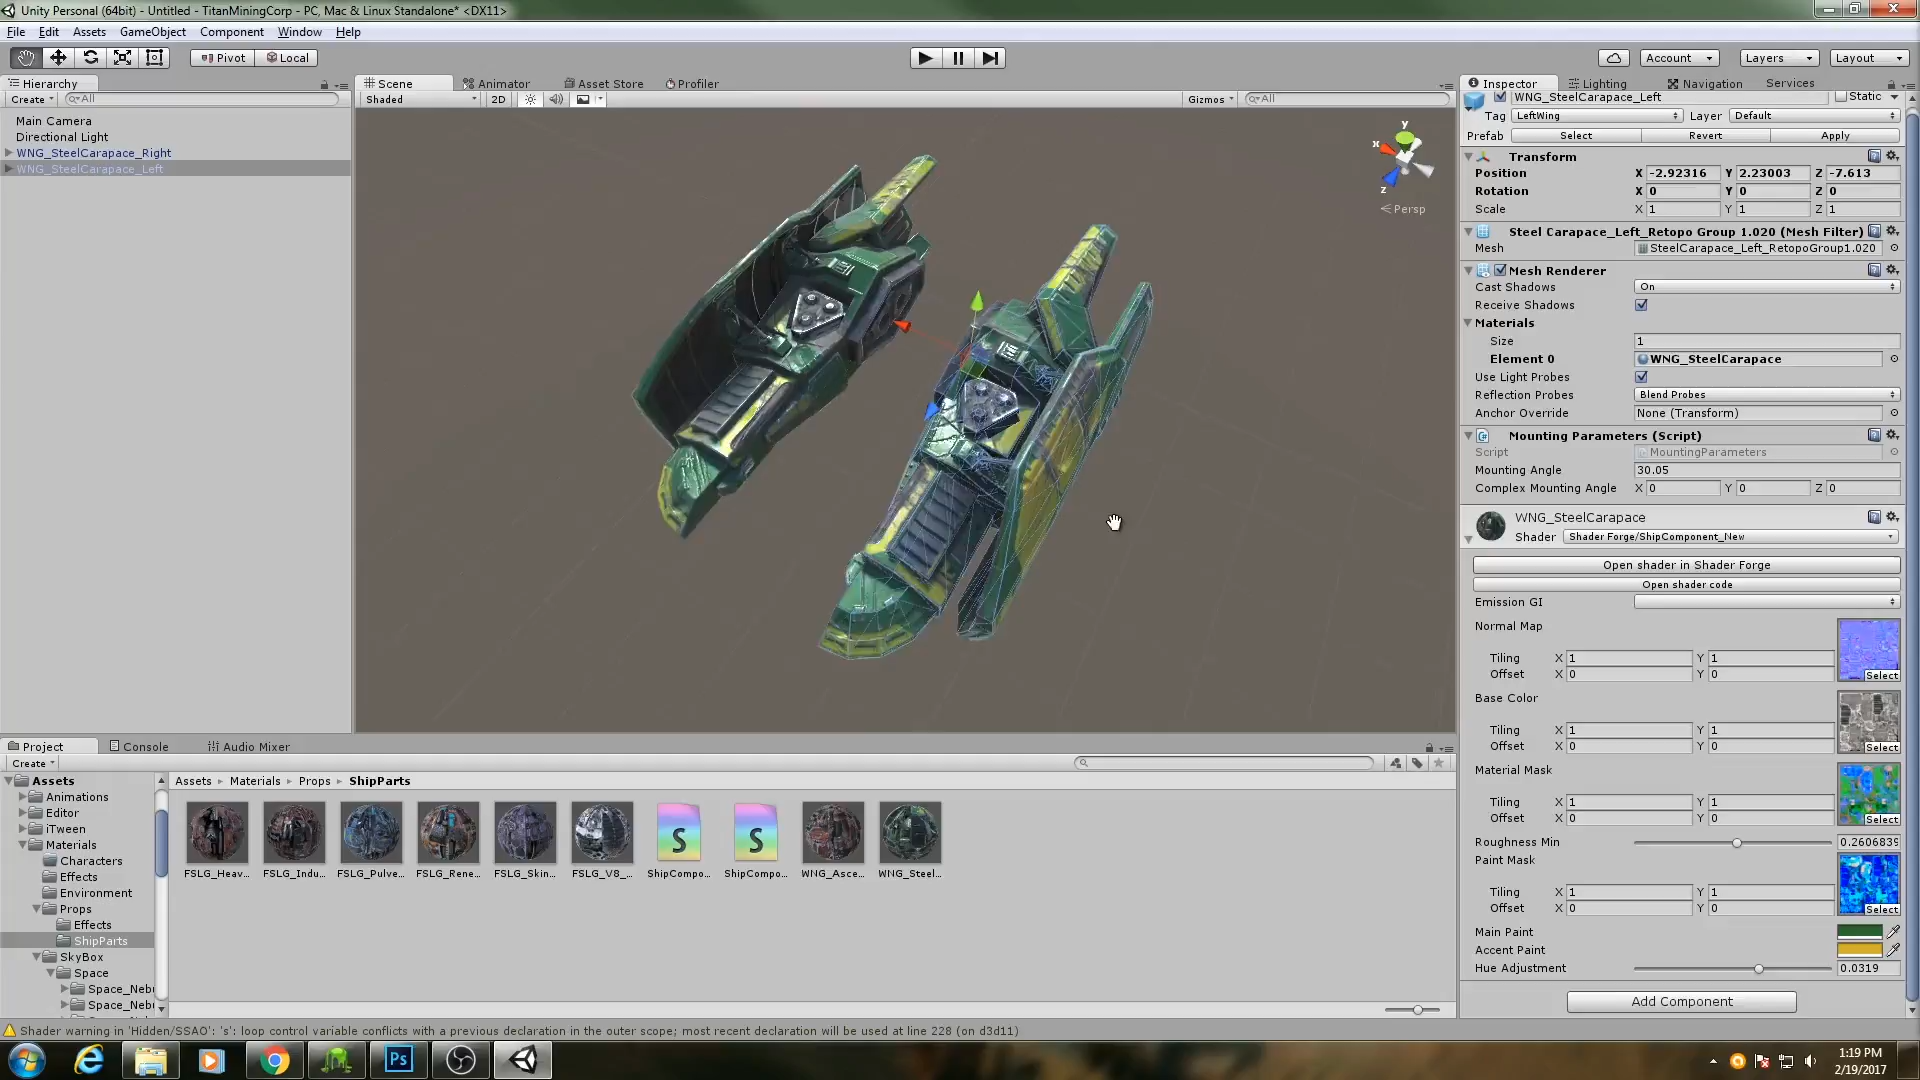 Unity Personal (64bit) - Untitled - TitanMiningCorp - PC, Mac & Linux Standalone* <DX11>
File Edit Assets GameObject Component Window Help
Pivot Local Account Layers Layout
Hierarchy
Create All
Main Camera
Directional Light
WNG_SteelCarapace_Right
WNG_SteelCarapace_Left
Scene Animator Asset Store Profiler
Shaded 2D Gizmos All
y
x
z
Persp
Inspector Lighting Navigation Services
WNG_SteelCarapace_Left Static
Tag LeftWing Layer Default
Prefab Select Revert Apply
Transform
Position X -2.92316 Y 2.23003 Z -7.613
Rotation X 0 Y 0 Z 0
Scale X 1 Y 1 Z 1
Steel Carapace_Left_Retopo Group 1.020 (Mesh Filter)
Mesh SteelCarapace_Left_RetopoGroup1.020
Mesh Renderer
Cast Shadows On
Receive Shadows
Materials
Size 1
Element 0 WNG_SteelCarapace
Use Light Probes
Reflection Probes Blend Probes
Anchor Override None (Transform)
Mounting Parameters (Script)
Script MountingParameters
Mounting Angle 30.05
Complex Mounting Angle X 0 Y 0 Z 0
WNG_SteelCarapace
Shader Shader Forge/ShipComponent_New
Open shader in Shader Forge
Open shader code
Emission GI
Normal Map
Tiling X 1 Y 1
Offset X 0 Y 0 Select
Base Color
Tiling X 1 Y 1
Offset X 0 Y 0 Select
Material Mask
Tiling X 1 Y 1
Offset X 0 Y 0 Select
Roughness Min 0.2606839
Paint Mask
Tiling X 1 Y 1
Offset X 0 Y 0 Select
Main Paint
Accent Paint
Hue Adjustment 0.0319
Add Component
Project Console Audio Mixer
Create
Assets
Animations
Editor
iTween
Materials
Characters
Effects
Environment
Props
Effects
ShipParts
SkyBox
Space
Space_Neb
Space_Neb
Assets Materials Props ShipParts
FSLG_Heav... FSLG_Indu... FSLG_Pulve... FSLG_Rene... FSLG_Skin... FSLG_V8_... ShipCompo... ShipCompo... WNG_Asce... WNG_Steel...
Shader warning in 'Hidden/SSAO': 's': loop control variable conflicts with a previous declaration in the outer scope; most recent declaration will be used at line 228 (on d3d11)
Ps
1:19 PM
2/19/2017